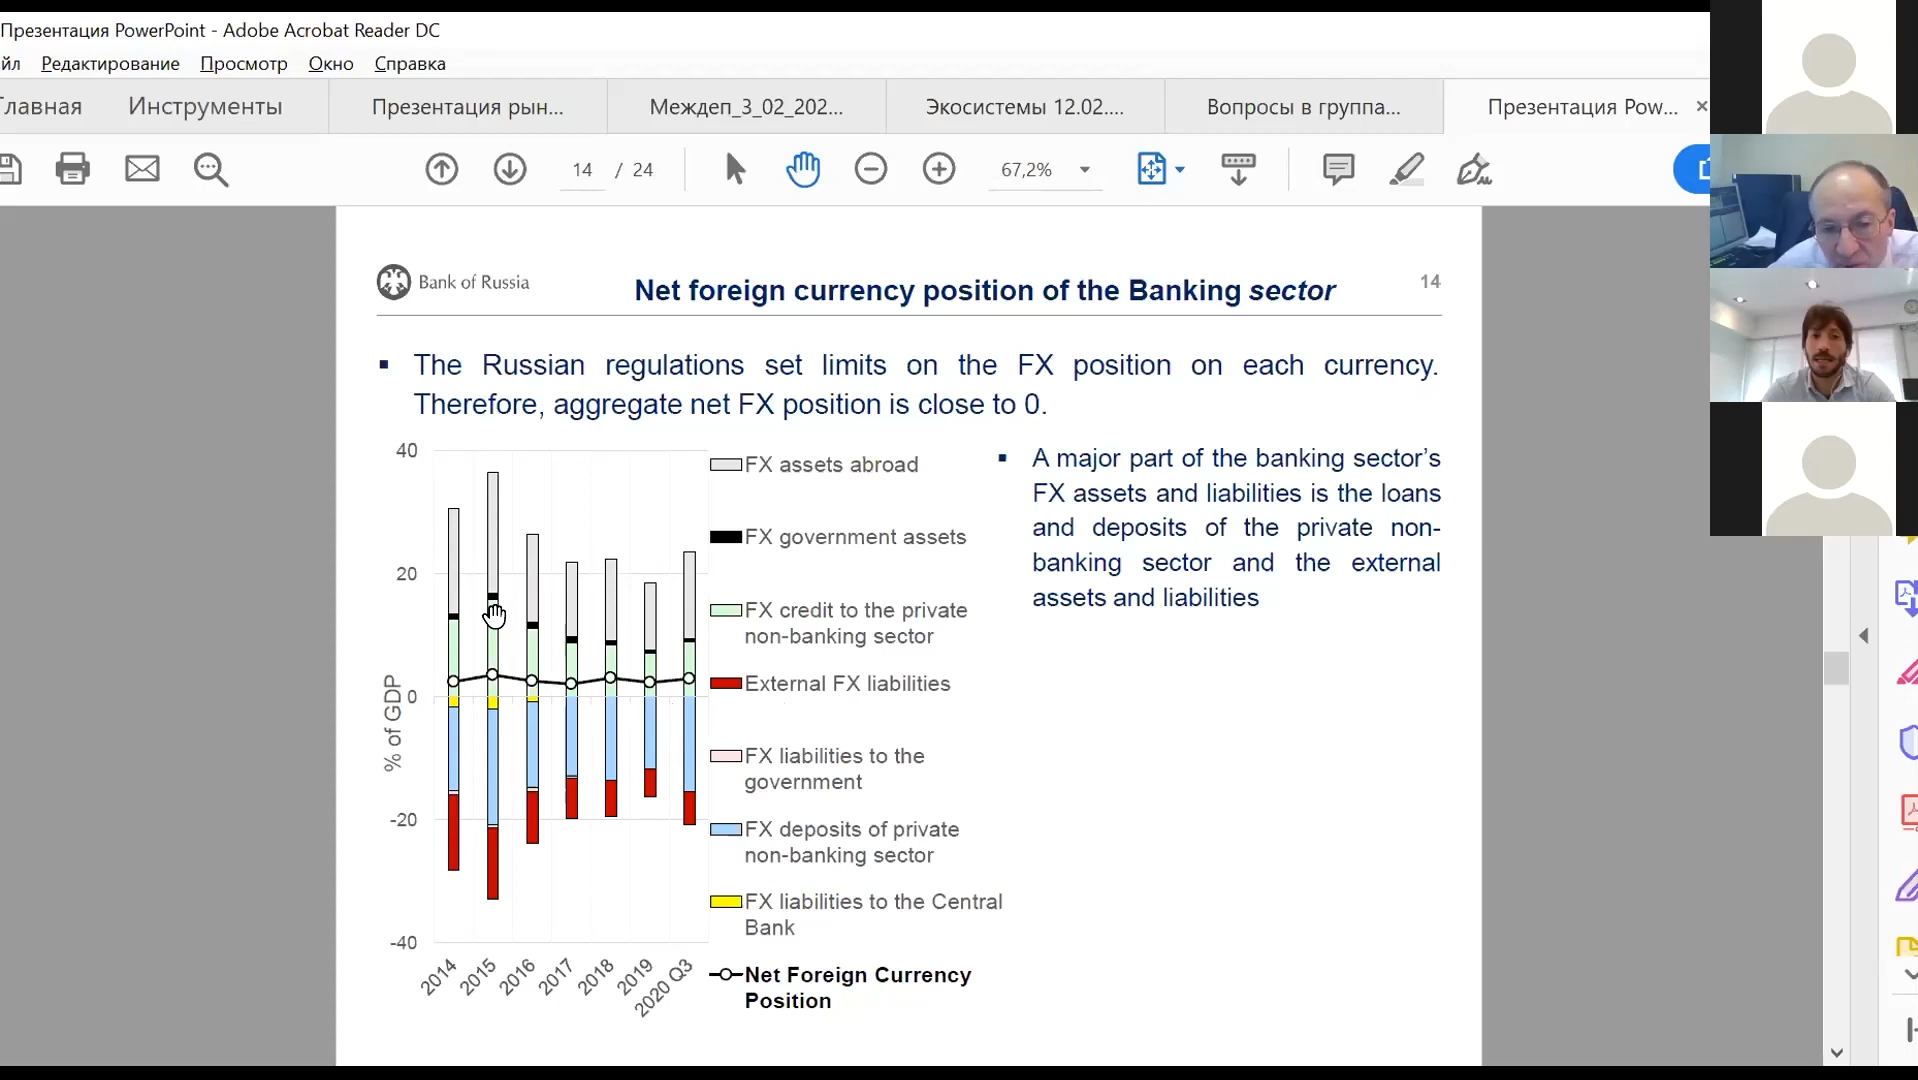 Презентация PowerPoint - Adobe Acrobat Reader DC
йл Редактирование Просмотр Окно Справка
Главная Инструменты Презентация рын... Междеп_3_02_202... Экосистемы 12.02.... Вопросы в группа... Презентация Pow... ×
14 / 24 67,2%
Bank of Russia
Net foreign currency position of the Banking sector
14
▪ The Russian regulations set limits on the FX position on each currency.
Therefore, aggregate net FX position is close to 0.
40
20
0
-20
-40
% of GDP
2014 2015 2016 2017 2018 2019 2020 Q3
FX assets abroad
FX government assets
FX credit to the private
non-banking sector
External FX liabilities
FX liabilities to the
government
FX deposits of private
non-banking sector
FX liabilities to the Central
Bank
Net Foreign Currency
Position
▪ A major part of the banking sector’s
FX assets and liabilities is the loans
and deposits of the private non-
banking sector and the external
assets and liabilities